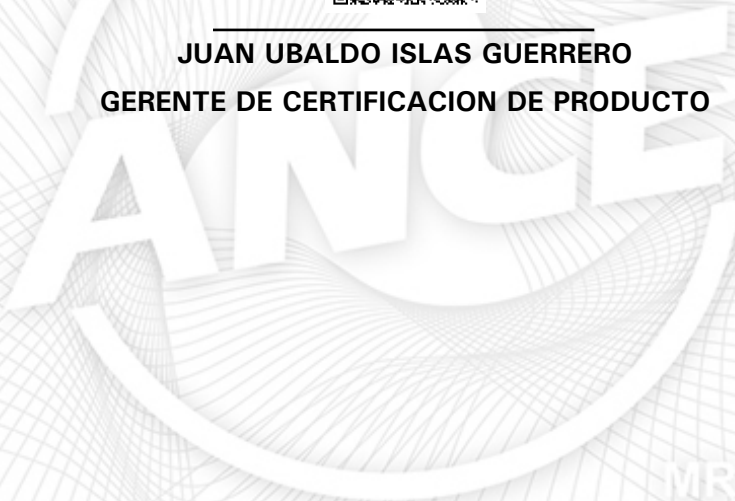 JUAN UBALDO ISLAS GUERRERO
GERENTE DE CERTIFICACION DE PRODUCTO
ANCE
MR